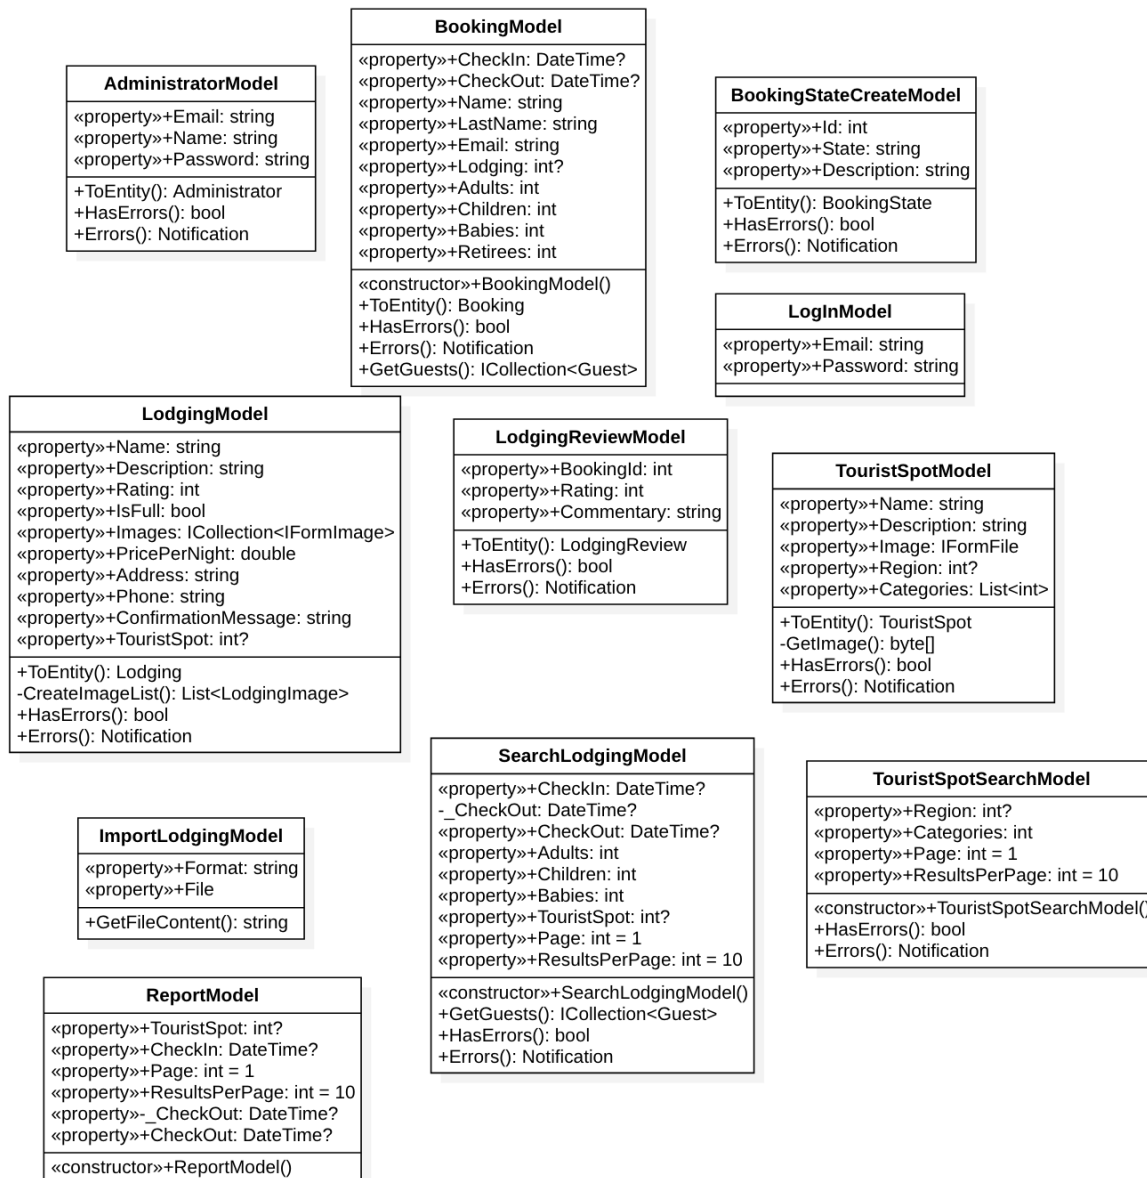 AdministratorModel
«property»+Email: string
«property»+Name: string
«property»+Password: string
+ToEntity(): Administrator
+HasErrors(): bool
+Errors(): Notification
BookingModel
«property»+CheckIn: DateTime?
«property»+CheckOut: DateTime?
«property»+Name: string
«property»+LastName: string
«property»+Email: string
«property»+Lodging: int?
«property»+Adults: int
«property»+Children: int
«property»+Babies: int
«property»+Retirees: int
«constructor»+BookingModel()
+ToEntity(): Booking
+HasErrors(): bool
+Errors(): Notification
+GetGuests(): ICollection<Guest>
BookingStateCreateModel
«property»+Id: int
«property»+State: string
«property»+Description: string
+ToEntity(): BookingState
+HasErrors(): bool
+Errors(): Notification
LogInModel
«property»+Email: string
«property»+Password: string
LodgingModel
«property»+Name: string
«property»+Description: string
«property»+Rating: int
«property»+IsFull: bool
«property»+Images: ICollection<IFormImage>
«property»+PricePerNight: double
«property»+Address: string
«property»+Phone: string
«property»+ConfirmationMessage: string
«property»+TouristSpot: int?
+ToEntity(): Lodging
-CreateImageList(): List<LodgingImage>
+HasErrors(): bool
+Errors(): Notification
LodgingReviewModel
«property»+BookingId: int
«property»+Rating: int
«property»+Commentary: string
+ToEntity(): LodgingReview
+HasErrors(): bool
+Errors(): Notification
TouristSpotModel
«property»+Name: string
«property»+Description: string
«property»+Image: IFormFile
«property»+Region: int?
«property»+Categories: List<int>
+ToEntity(): TouristSpot
-GetImage(): byte[]
+HasErrors(): bool
+Errors(): Notification
SearchLodgingModel
«property»+CheckIn: DateTime?
-_CheckOut: DateTime?
«property»+CheckOut: DateTime?
«property»+Adults: int
«property»+Children: int
«property»+Babies: int
«property»+TouristSpot: int?
«property»+Page: int = 1
«property»+ResultsPerPage: int = 10
«constructor»+SearchLodgingModel()
+GetGuests(): ICollection<Guest>
+HasErrors(): bool
+Errors(): Notification
TouristSpotSearchModel
«property»+Region: int?
«property»+Categories: int
«property»+Page: int = 1
«property»+ResultsPerPage: int = 10
«constructor»+TouristSpotSearchModel()
+HasErrors(): bool
+Errors(): Notification
ImportLodgingModel
«property»+Format: string
«property»+File
+GetFileContent(): string
ReportModel
«property»+TouristSpot: int?
«property»+CheckIn: DateTime?
«property»+Page: int = 1
«property»+ResultsPerPage: int = 10
«property»-_CheckOut: DateTime?
«property»+CheckOut: DateTime?
«constructor»+ReportModel()